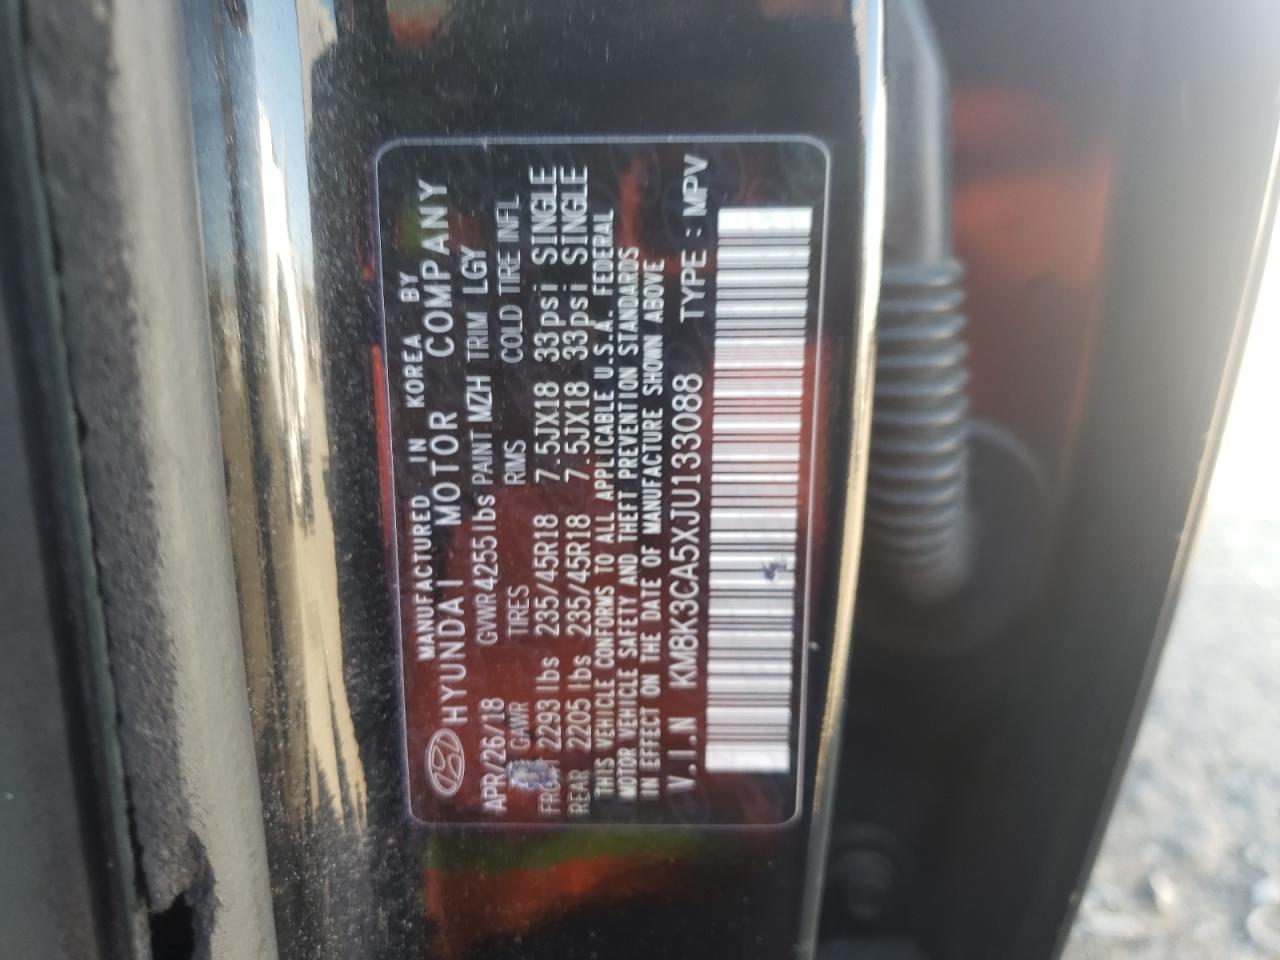 MANUFACTURED IN KOREA BY
HYUNDAI MOTOR COMPANY
APR/26/18 GVWR 4255 lbs PAINT MZH TRIM LGY
GAWR TIRES RIMS COLD TIRE INFL
2293 lbs 235/45R18 7.5JX18 33psi SINGLE
REAR 2205 lbs 235/45R18 7.5JX18 33psi SINGLE
THIS VEHICLE CONFORMS TO ALL APPLICABLE U.S.A. FEDERAL
MOTOR VEHICLE SAFETY AND THEFT PREVENTION STANDARDS
IN EFFECT ON THE DATE OF MANUFACTURE SHOWN ABOVE
V.I.N KM8K3CA5XJU133088 TYPE : MPV